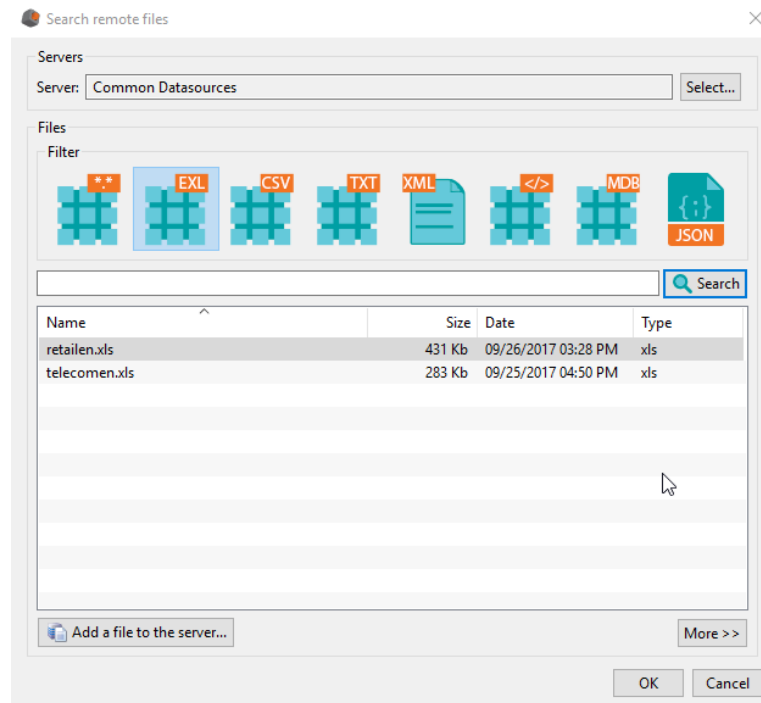 Search remote files
Servers
Server: Common Datasources Select...
Files
Filter
*.* EXL CSV TXT XML </> MDB {;} JSON
Search
Name Size Date Type
retailen.xls 431 Kb 09/26/2017 03:28 PM xls
telecomen.xls 283 Kb 09/25/2017 04:50 PM xls
Add a file to the server... More >>
OK Cancel